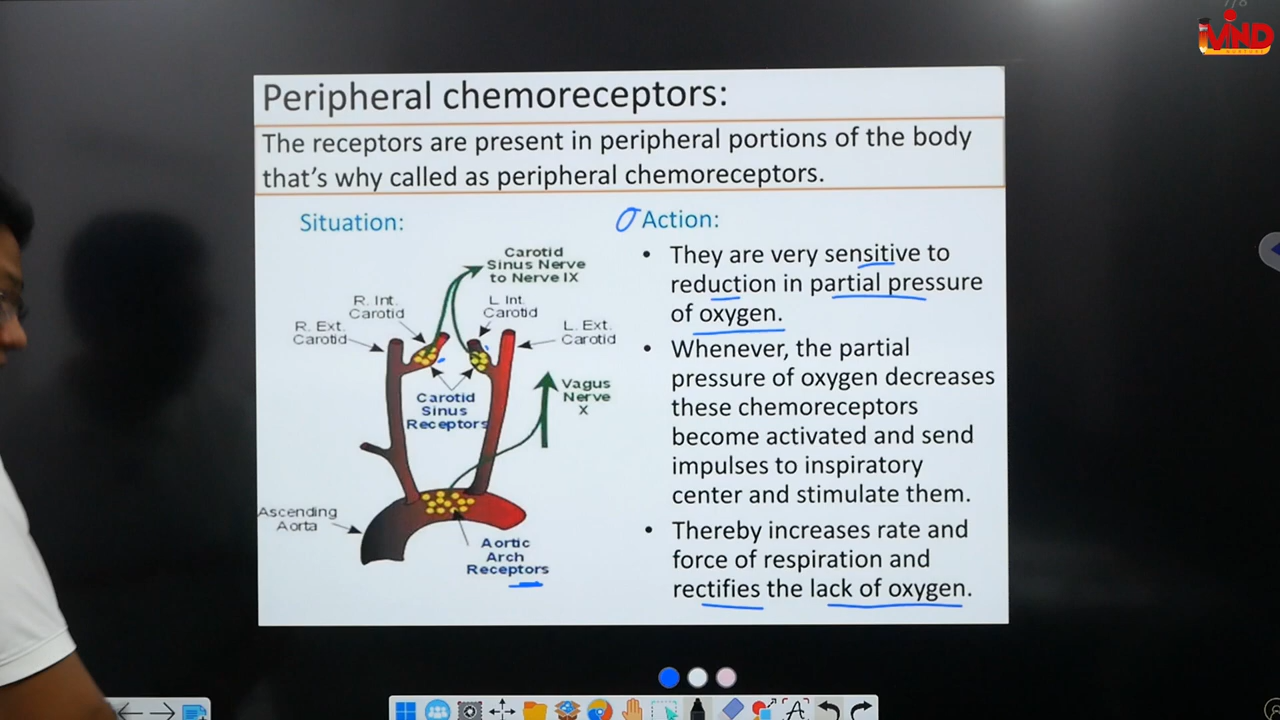 iMIND
Peripheral chemoreceptors:
The receptors are present in peripheral portions of the body
that's why called as peripheral chemoreceptors.
Situation:
Action:
Carotid
Sinus Nerve
to Nerve IX
R. Int.
Carotid
L Int.
Carotid
R. Ext.
Carotid
L. Ext.
Carotid
Carotid
Sinus
Receptors
Vagus
Nerve
X
Ascending
Aorta
Aortic
Arch
Receptors
• They are very sensitive to
reduction in partial pressure
of oxygen.
• Whenever, the partial
pressure of oxygen decreases
these chemoreceptors
become activated and send
impulses to inspiratory
center and stimulate them.
• Thereby increases rate and
force of respiration and
rectifies the lack of oxygen.